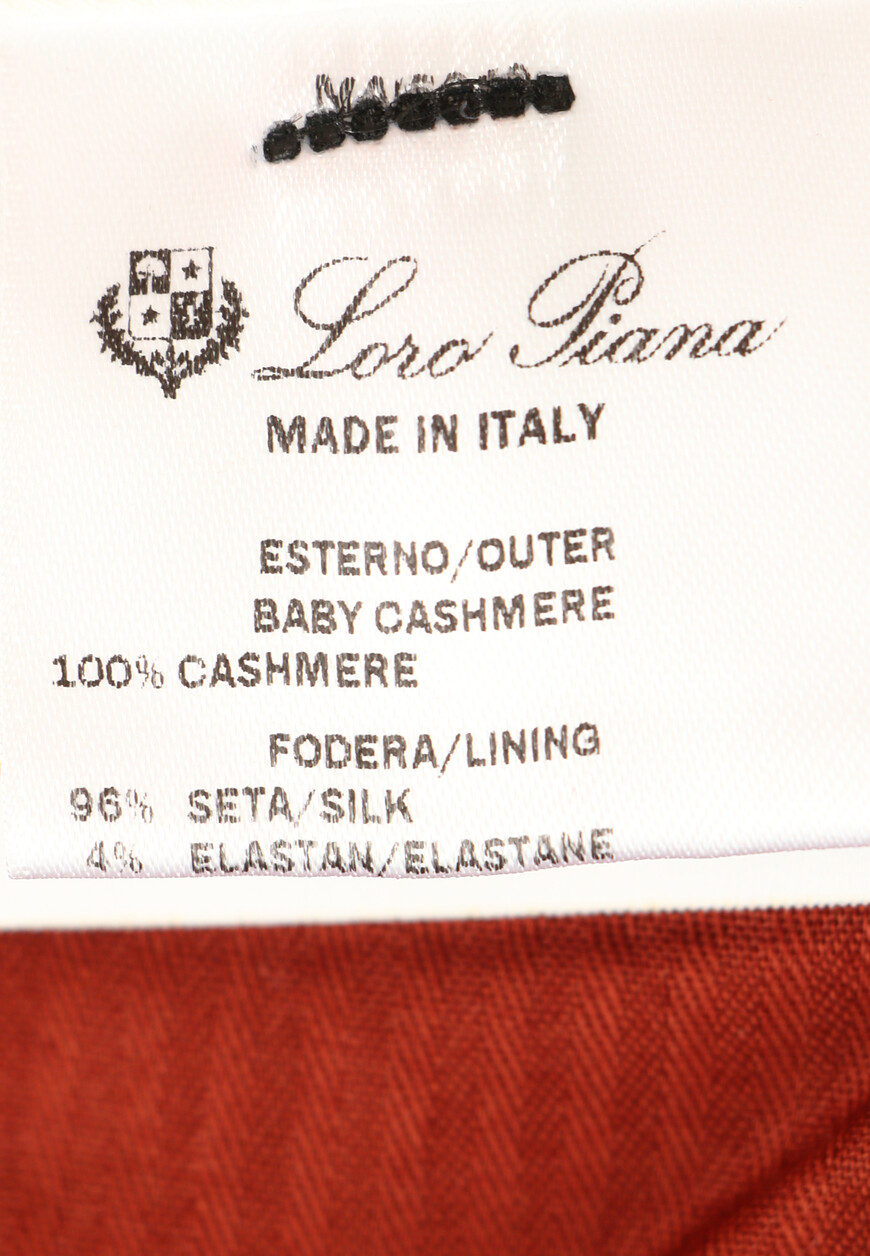 Loro Piana
MADE IN ITALY
ESTERNO/OUTER
BABY CASHMERE
100% CASHMERE
FODERA/LINING
96% SETA/SILK
4% ELASTAN/ELASTANE